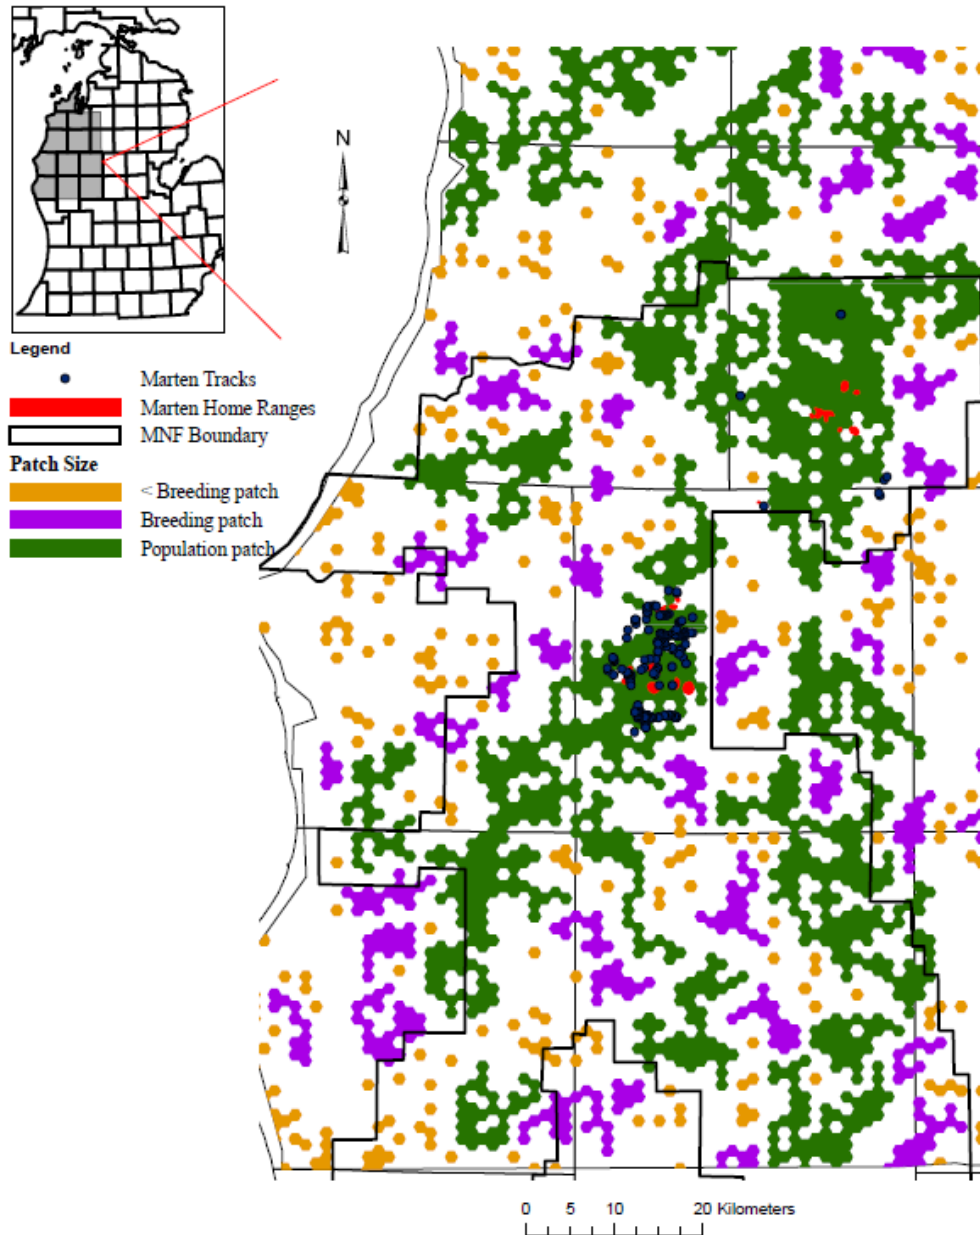 N
Legend
Marten Tracks
Marten Home Ranges
MNF Boundary
Patch Size
< Breeding patch
Breeding patch
Population patch
0 5 10 20 Kilometers